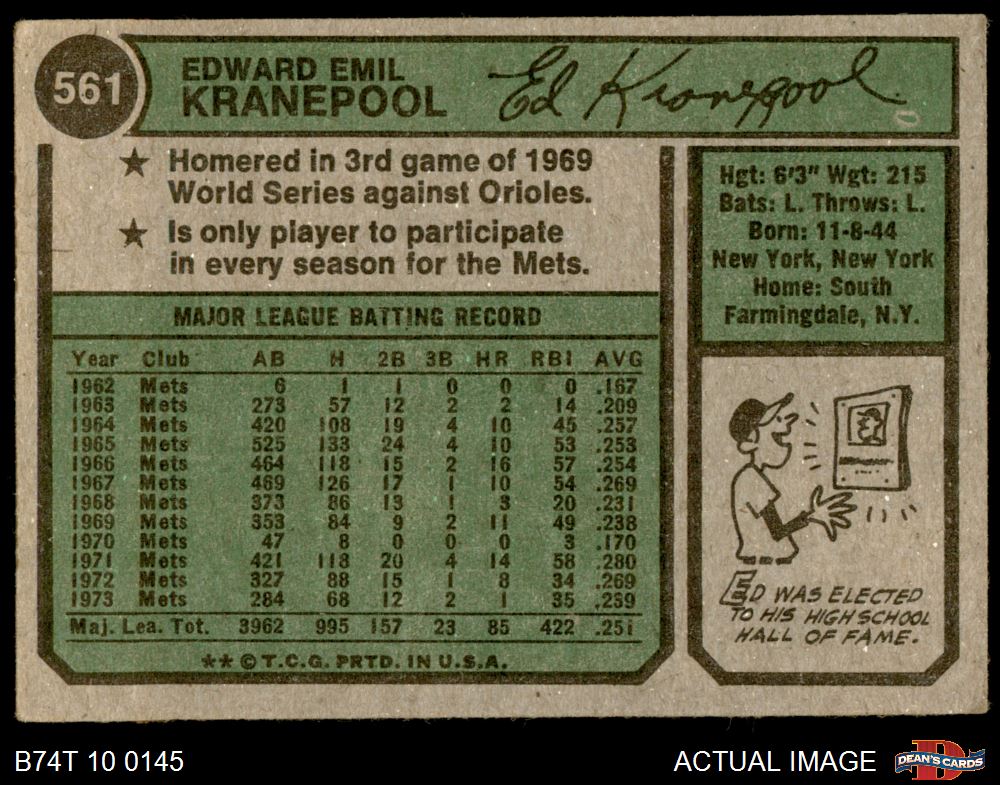 561
EDWARD EMIL
KRANEPOOL
Ed Kranepool
★ Homered in 3rd game of 1969
World Series against Orioles.
★ Is only player to participate
in every season for the Mets.
Hgt: 6'3" Wgt: 215
Bats: L. Throws: L.
Born: 11-8-44
New York, New York
Home: South
Farmingdale, N.Y.
MAJOR LEAGUE BATTING RECORD
Year Club AB H 2B 3B HR RBI AVG
1962 Mets 6 1 1 0 0 0 .167
1963 Mets 273 57 12 2 2 14 .209
1964 Mets 420 108 19 4 10 45 .257
1965 Mets 525 133 24 4 10 53 .253
1966 Mets 464 118 15 2 16 57 .254
1967 Mets 469 126 17 1 10 54 .269
1968 Mets 373 86 13 1 3 20 .231
1969 Mets 353 84 9 2 11 49 .238
1970 Mets 47 8 0 0 0 3 .170
1971 Mets 421 118 20 4 14 58 .280
1972 Mets 327 88 15 1 8 34 .269
1973 Mets 284 68 12 2 1 35 .239
Maj. Lea. Tot. 3962 995 157 23 85 422 .251
** © T.C.G. PRTD. IN U.S.A.
ED WAS ELECTED
TO HIS HIGH SCHOOL
HALL OF FAME.
B74T 10 0145
ACTUAL IMAGE
D
DEAN'S CARDS